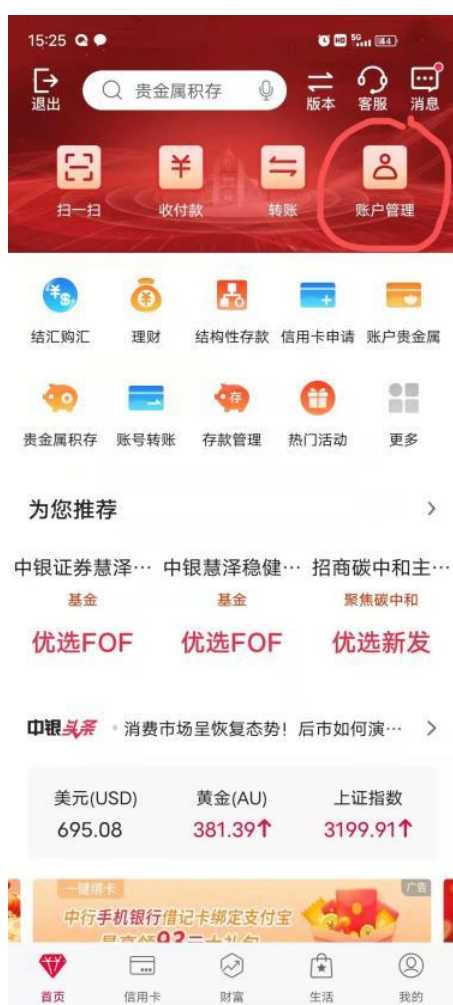 15:25
HD 5G 84
退出
贵金属积存
版本
客服
消息
扫一扫
收付款
转账
账户管理
结汇购汇
理财
结构性存款
信用卡申请
账户贵金属
贵金属积存
账号转账
存款管理
热门活动
更多
为您推荐
中银证券慧泽… 中银慧泽稳健… 招商碳中和主…
基金
基金
聚焦碳中和
优选FOF
优选FOF
优选新发
中银头条 消费市场呈恢复态势！后市如何演…
美元(USD)
黄金(AU)
上证指数
695.08
381.39↑
3199.91↑
一键绑卡
广告
中行手机银行借记卡绑定支付宝
首页
信用卡
财富
生活
我的